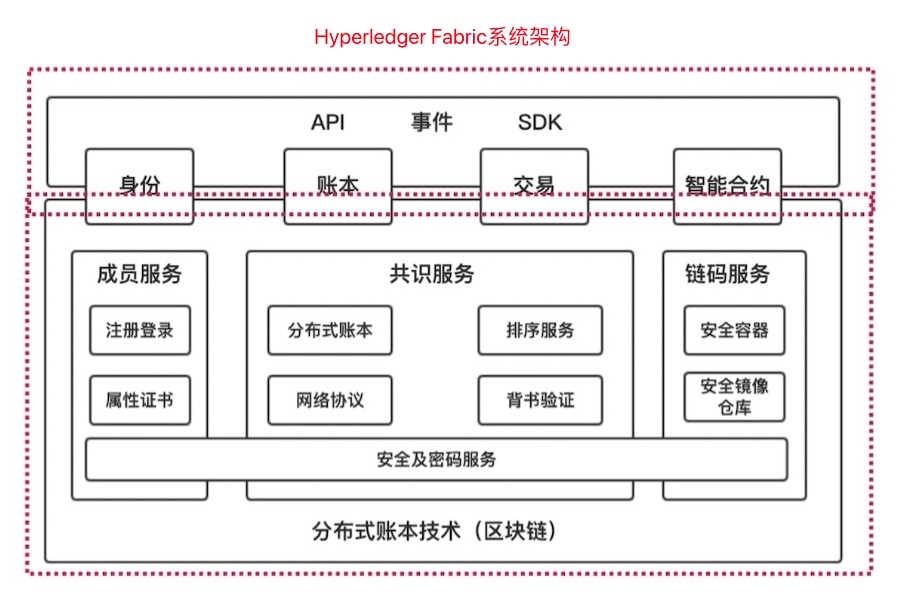 Hyperledger Fabric系统架构
API 事件 SDK
身份 账本 交易 智能合约
成员服务 共识服务 链码服务
注册登录 分布式账本 排序服务 安全容器
属性证书 网络协议 背书验证 安全镜像
仓库
安全及密码服务
分布式账本技术（区块链）